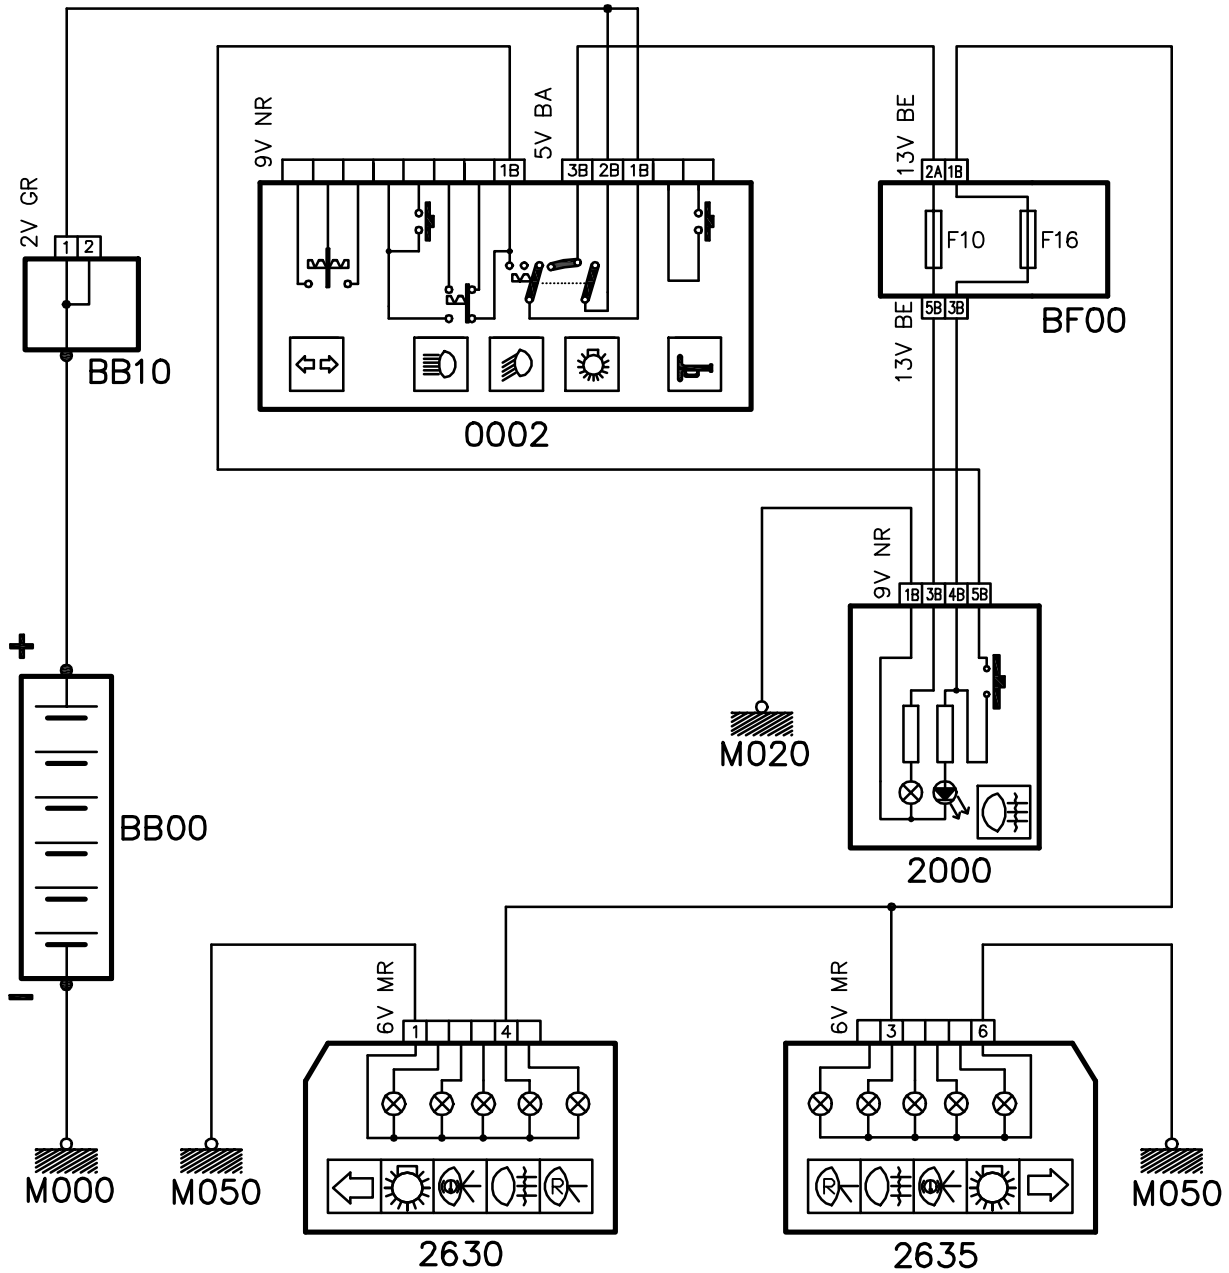 9V NR
5V BA
13V BE
1B
3B 2B 1B
2A 1B
2V GR
1 2
F10
F16
BB10
13V BE
5B 3B
BF00
0002
9V NR
1B 3B 4B 5B
+
M020
BB00
2000
-
6V MR
1 4
6V MR
3 6
M000
M050
R
R
M050
2630
2635